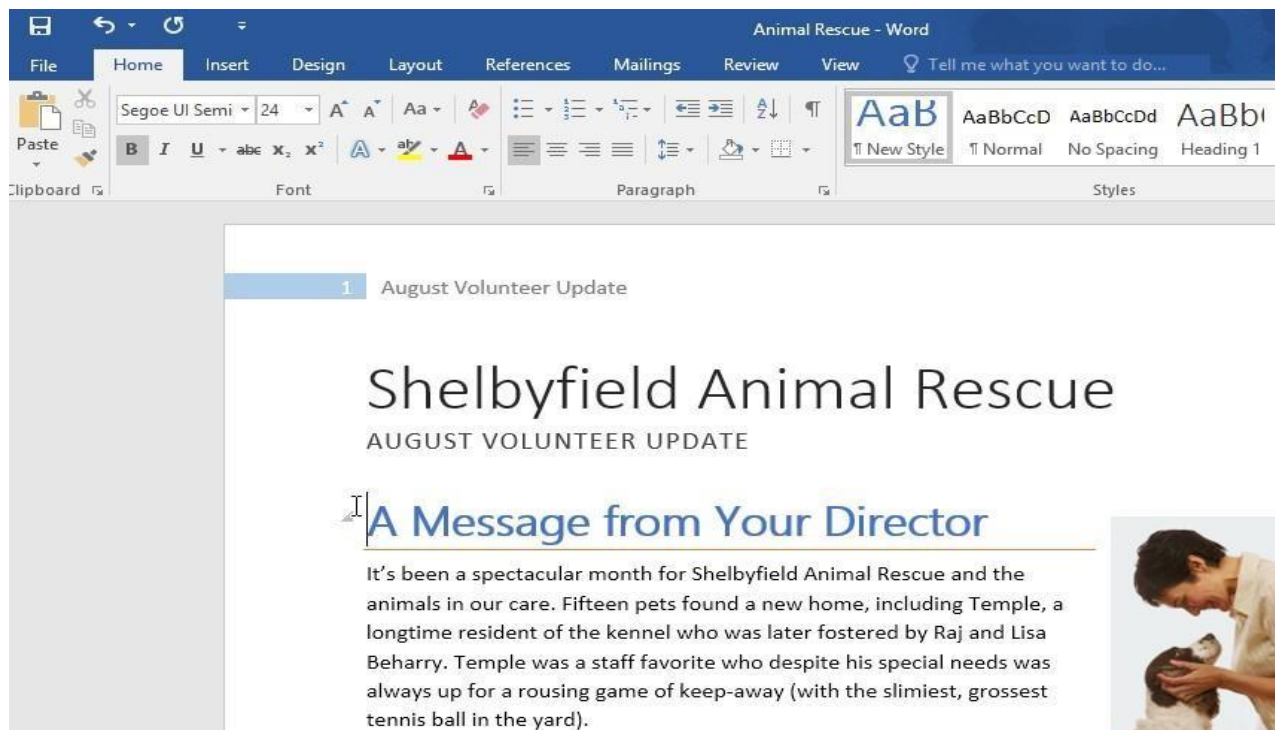 Animal Rescue - Word
File Home Insert Design Layout References Mailings Review View Tell me what you want to do...
Segoe UI Semi 24 A A Aa AaB AaBbCcD AaBbCcDd AaBb(
Paste B I U abc x₂ x² A aby A ¶ New Style ¶ Normal No Spacing Heading 1
Clipboard Font Paragraph Styles
1 August Volunteer Update
Shelbyfield Animal Rescue
AUGUST VOLUNTEER UPDATE
A Message from Your Director
It’s been a spectacular month for Shelbyfield Animal Rescue and the
animals in our care. Fifteen pets found a new home, including Temple, a
longtime resident of the kennel who was later fostered by Raj and Lisa
Beharry. Temple was a staff favorite who despite his special needs was
always up for a rousing game of keep-away (with the slimiest, grossest
tennis ball in the yard).